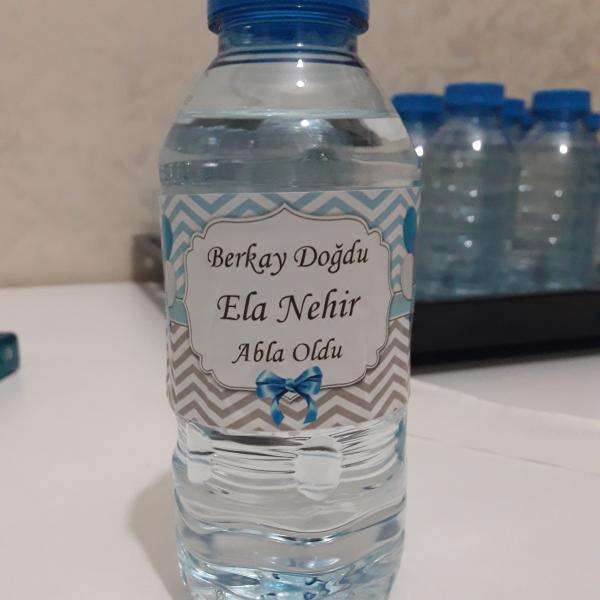 Berkay Doğdu
Ela Nehir
Abla Oldu